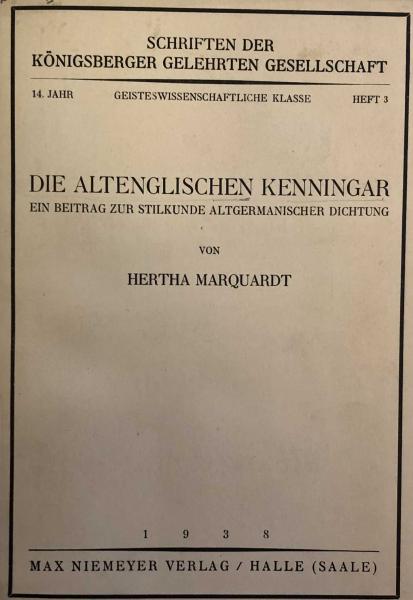 SCHRIFTEN DER
KÖNIGSBERGER GELEHRTEN GESELLSCHAFT
14. JAHR GEISTESWISSENSCHAFTLICHE KLASSE HEFT 3
DIE ALTENGLISCHEN KENNINGAR
EIN BEITRAG ZUR STILKUNDE ALTGERMANISCHER DICHTUNG
VON
HERTHA MARQUARDT
1 9 3 8
MAX NIEMEYER VERLAG / HALLE (SAALE)